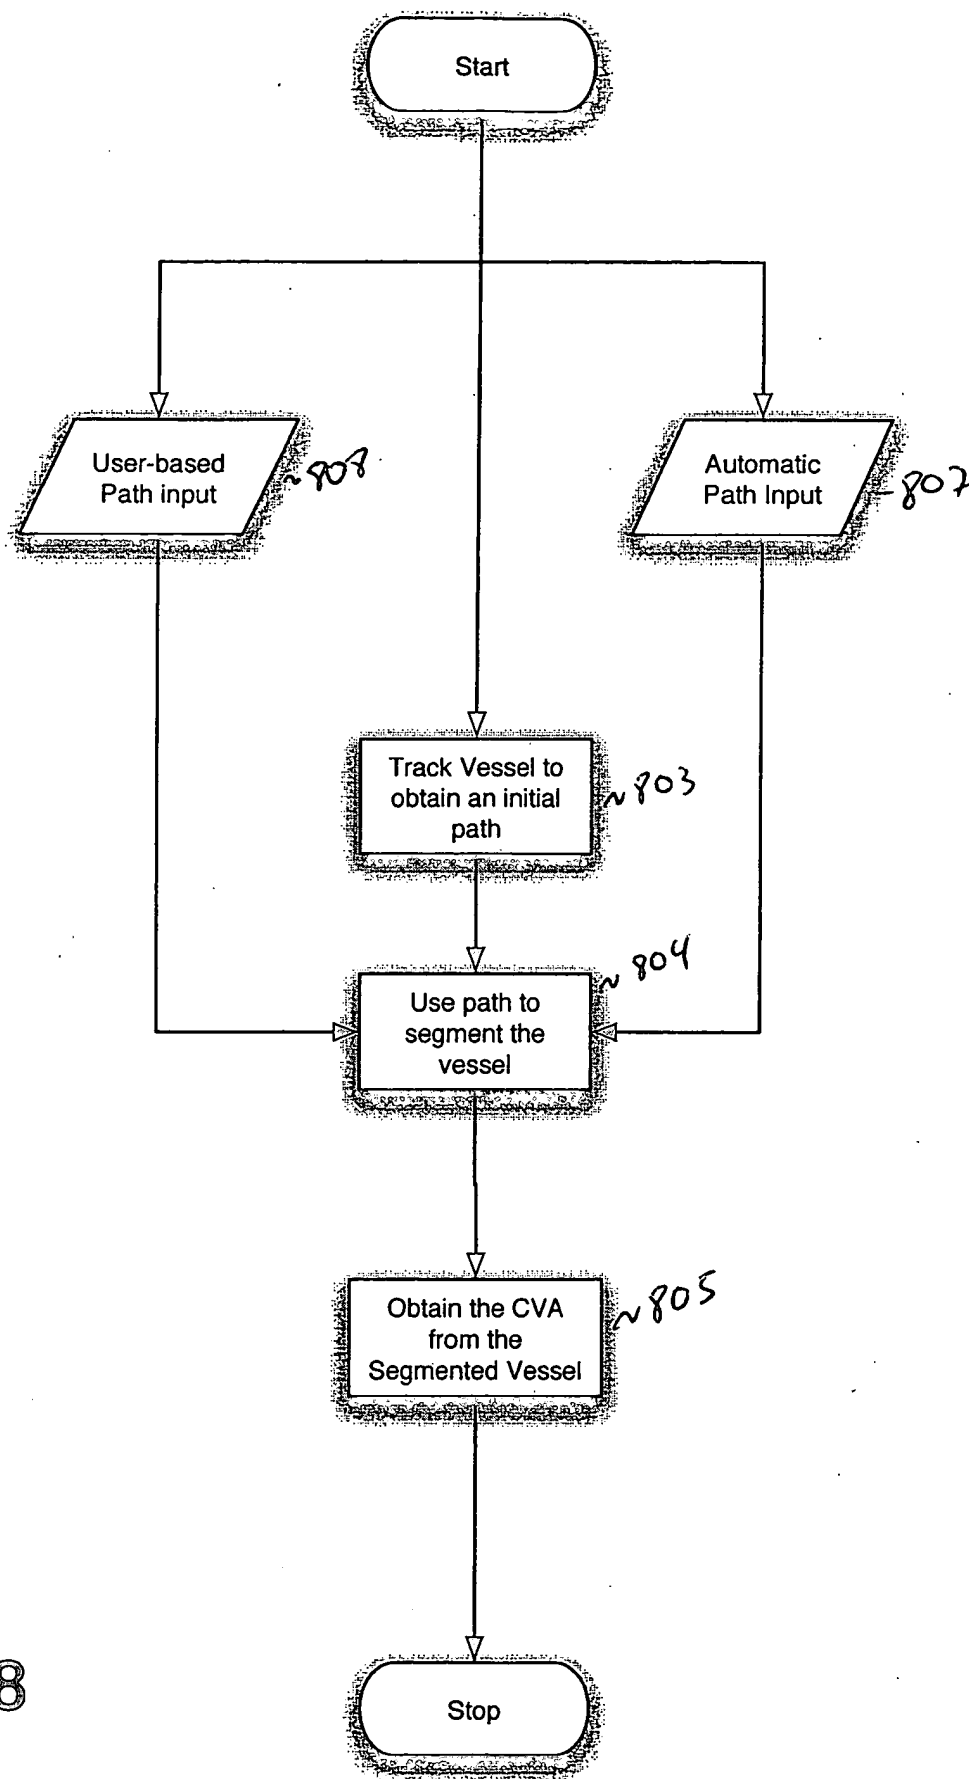 Start
User-based
Path input
~808
Automatic
Path Input
807
Track Vessel to
obtain an initial
path
~803
Use path to
segment the
vessel
~804
Obtain the CVA
from the
Segmented Vessel
~805
Stop
8